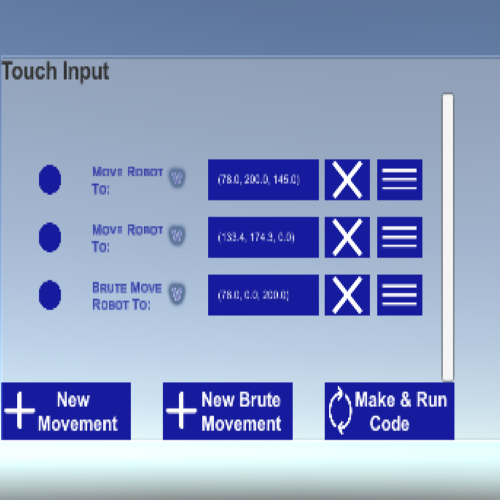 Touch Input
Move Robot
To:
(78.0, 200.0, 145.0)
Move Robot
To:
(133.4, 174.3, 0.0)
Brute Move
Robot To:
(78.0, 0.0, 209.0)
New
Movement
New Brute
Movement
Make & Run
Code